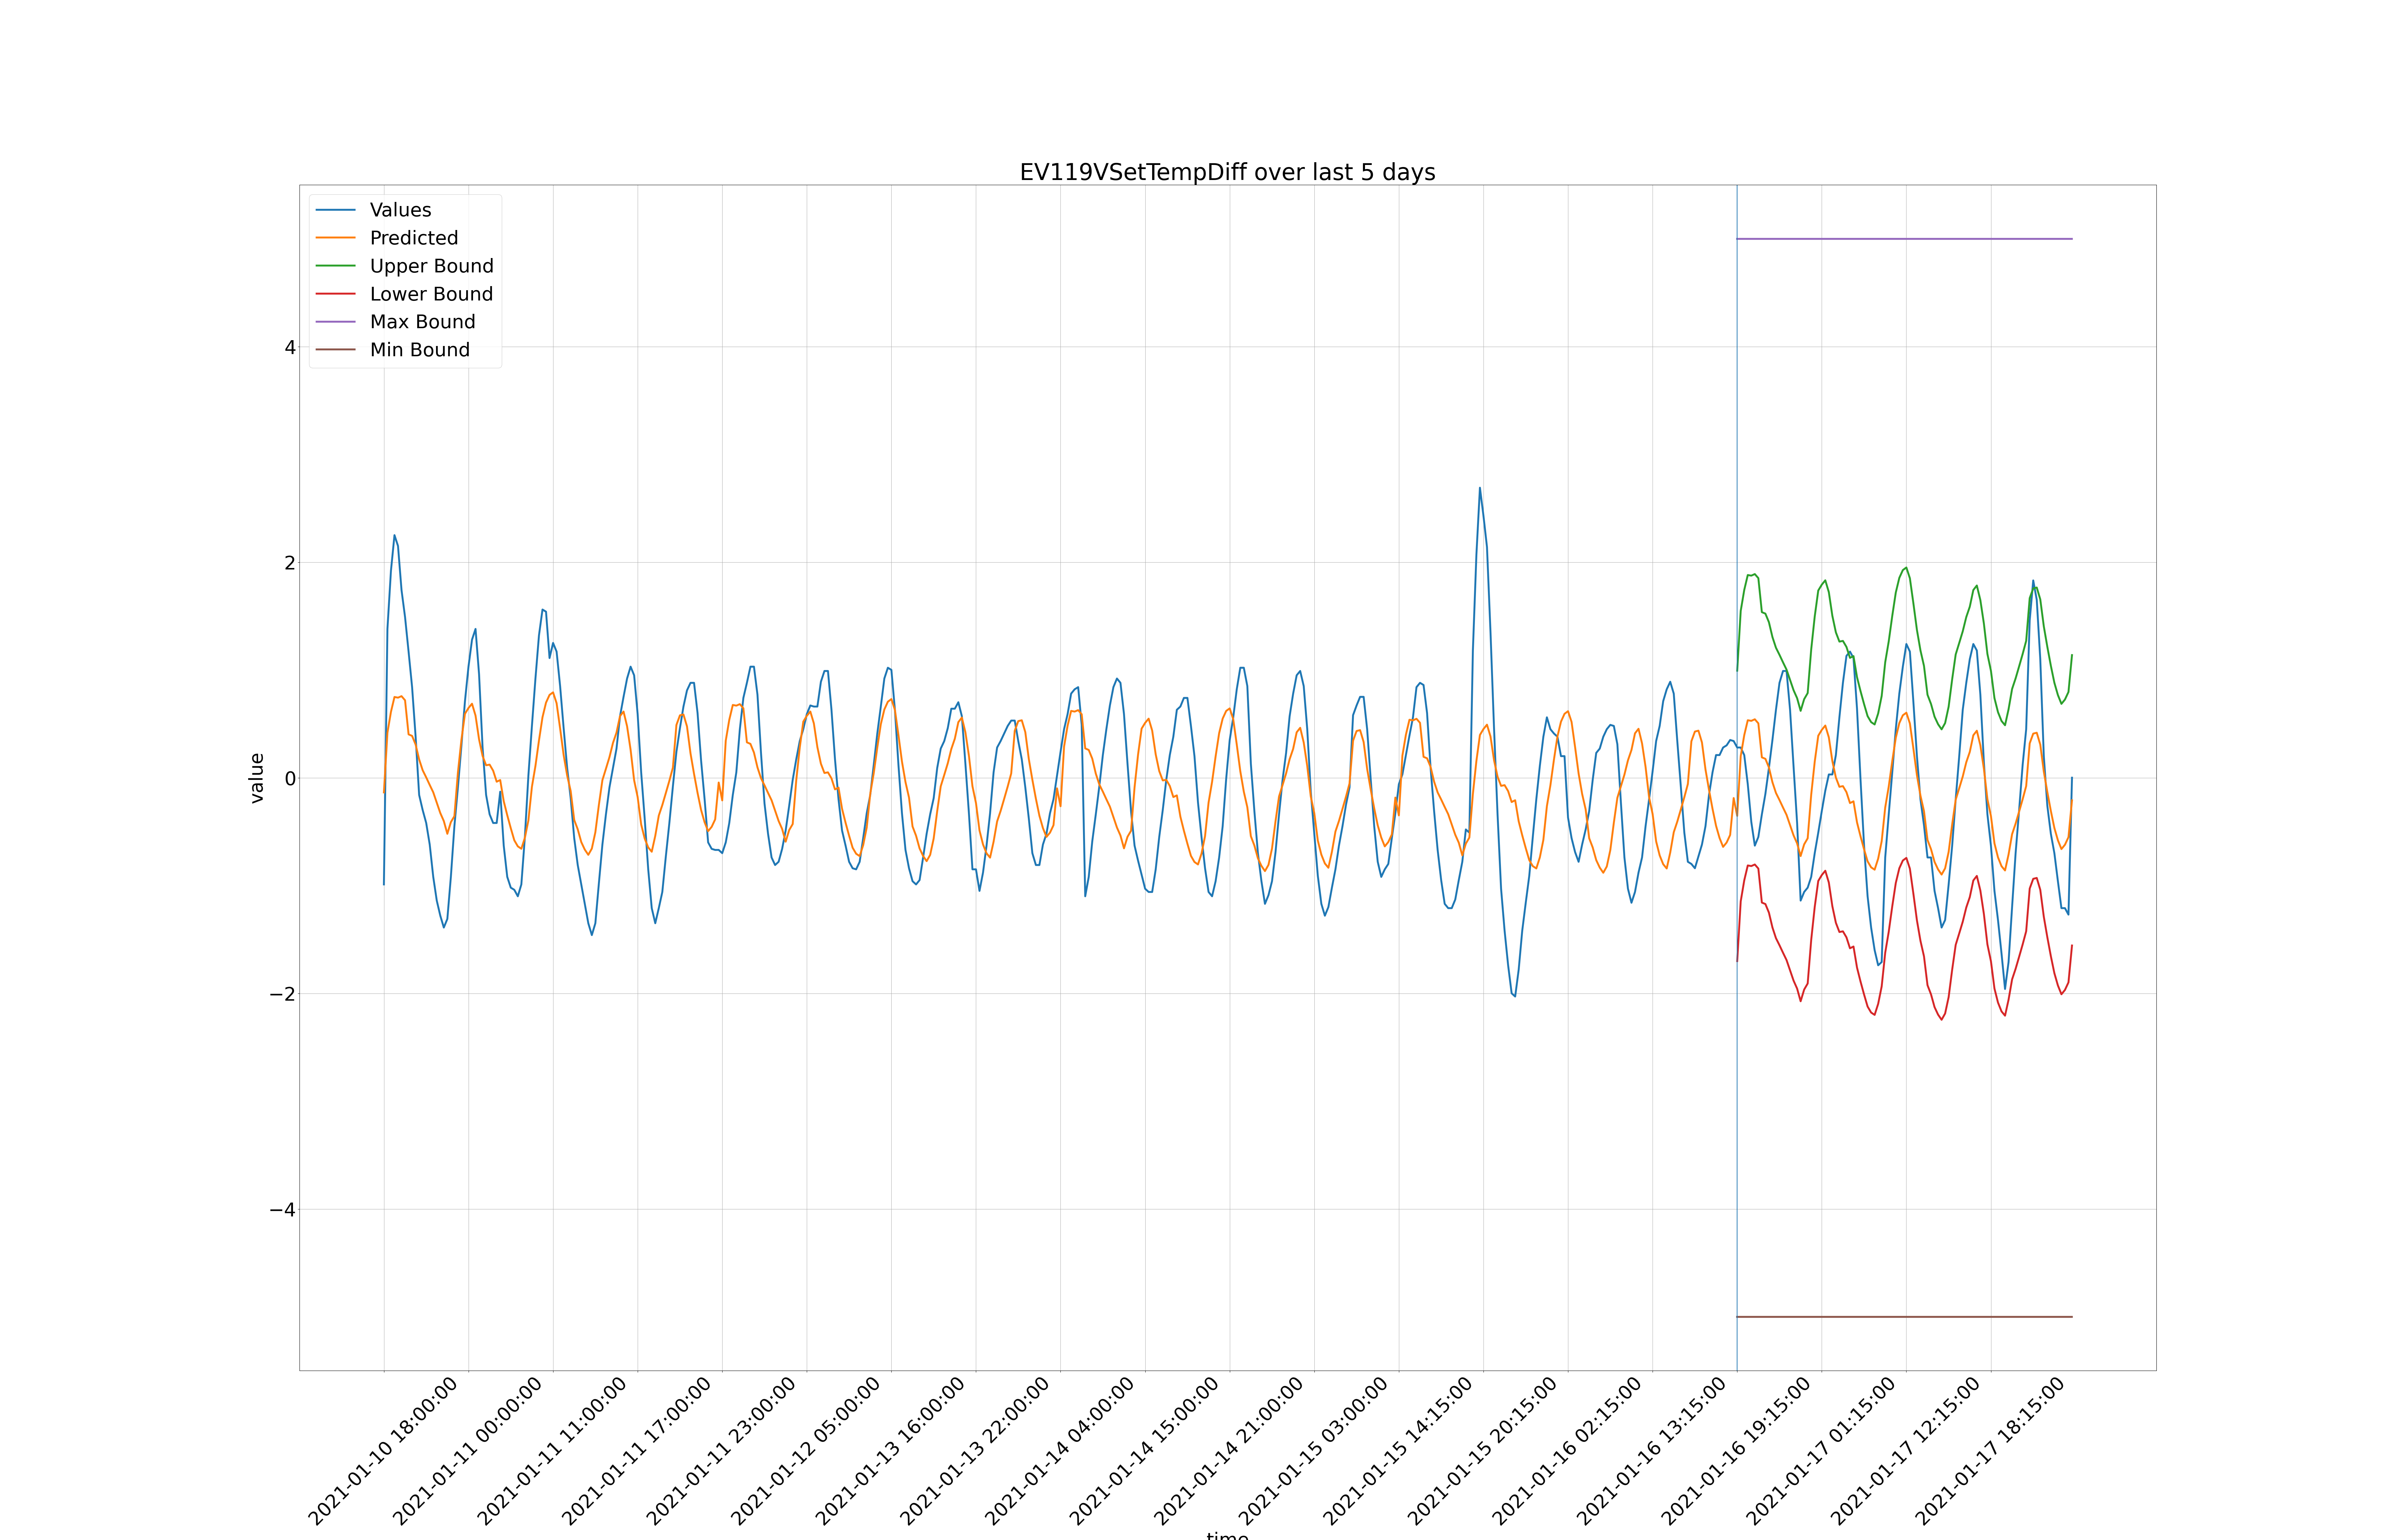 EV119VSetTempDiff over last 5 days
Values
Predicted
Upper Bound
Lower Bound
Max Bound
Min Bound
value
4
2
0
−2
−4
2021-01-10 18:00:00
2021-01-11 00:00:00
2021-01-11 11:00:00
2021-01-11 17:00:00
2021-01-11 23:00:00
2021-01-12 05:00:00
2021-01-13 16:00:00
2021-01-13 22:00:00
2021-01-14 04:00:00
2021-01-14 15:00:00
2021-01-14 21:00:00
2021-01-15 03:00:00
2021-01-15 14:15:00
2021-01-15 20:15:00
2021-01-16 02:15:00
2021-01-16 13:15:00
2021-01-16 19:15:00
2021-01-17 01:15:00
2021-01-17 12:15:00
2021-01-17 18:15:00
time